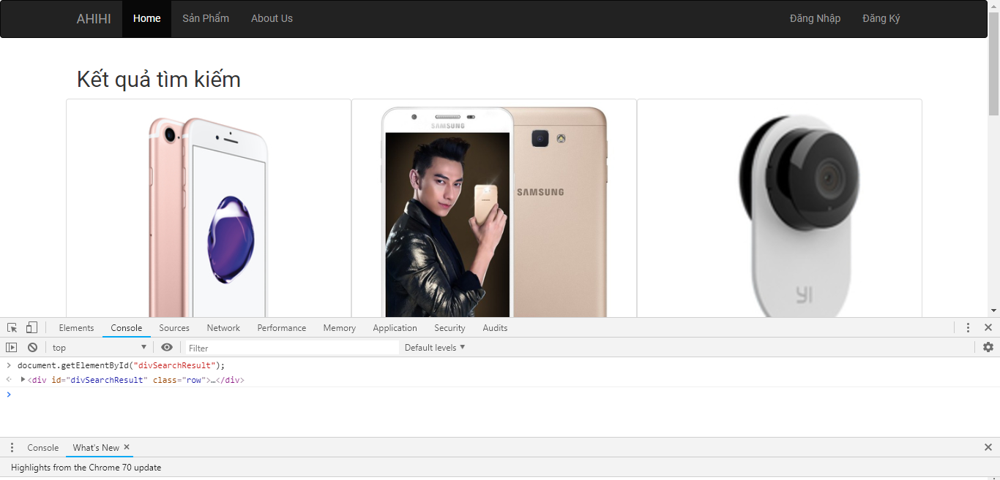 AHIHI Home Sản Phẩm About Us Đăng Nhập Đăng Ký
Kết quả tìm kiếm
SAMSUNG
SAMSUNG
YI
Elements Console Sources Network Performance Memory Application Security Audits
top Filter Default levels
document.getElementById("divSearchResult");
<div id="divSearchResult" class="row">…</div>
Console What's New
Highlights from the Chrome 70 update